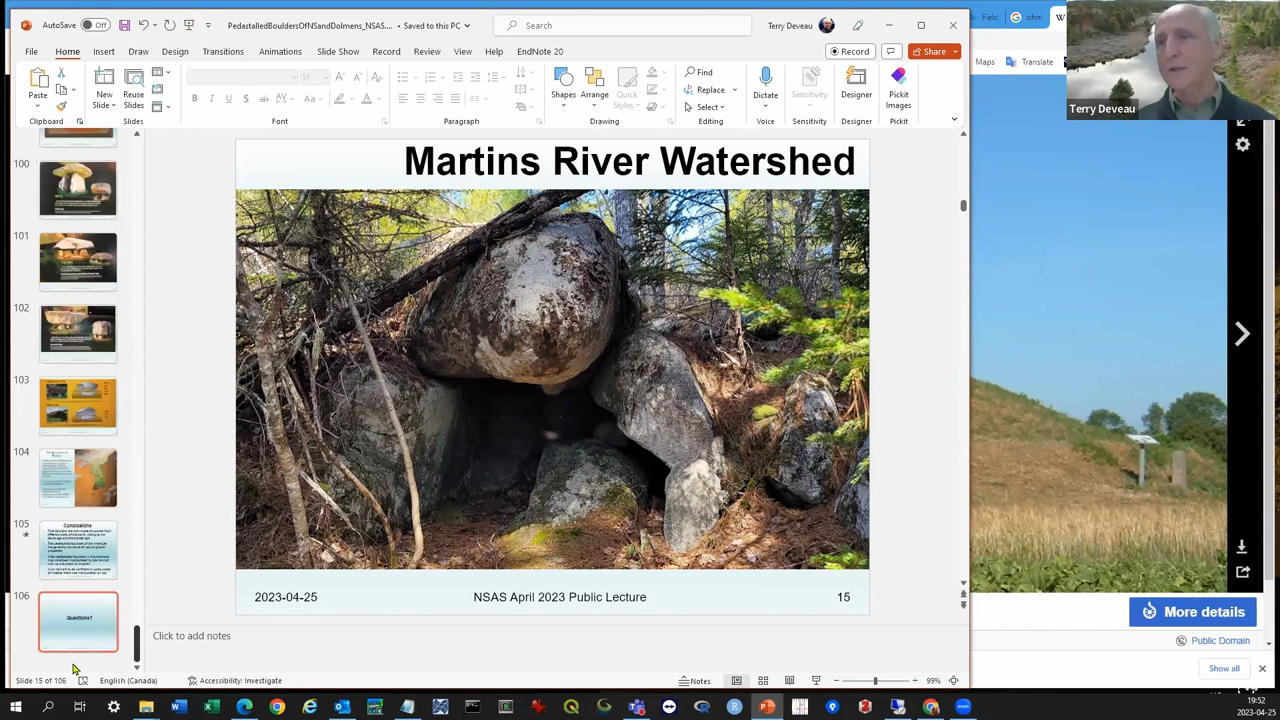 AutoSave Off PedastalledBouldersOfNSandDolmens_NSAS.... • Saved to this PC Search Terry Deveau
File Home Insert Draw Design Transitions Animations Slide Show Record Review View Help EndNote 20 Record Share
Paste New Slide Reuse Slides Shapes Arrange Quick Styles Find Replace Select Dictate Sensitivity Designer Pickit Images
Clipboard Slides Font Paragraph Drawing Editing Voice Sensitivity Designer Pickit
Field ohm
Maps Translate
Terry Deveau
100
101
102
103
104
105
Conclusions
106
Questions?
Martins River Watershed
2023-04-25 NSAS April 2023 Public Lecture 15
Click to add notes
Slide 15 of 106 English (Canada) Accessibility: Investigate Notes 99%
More details
Public Domain
Show all
19:52
2023-04-25